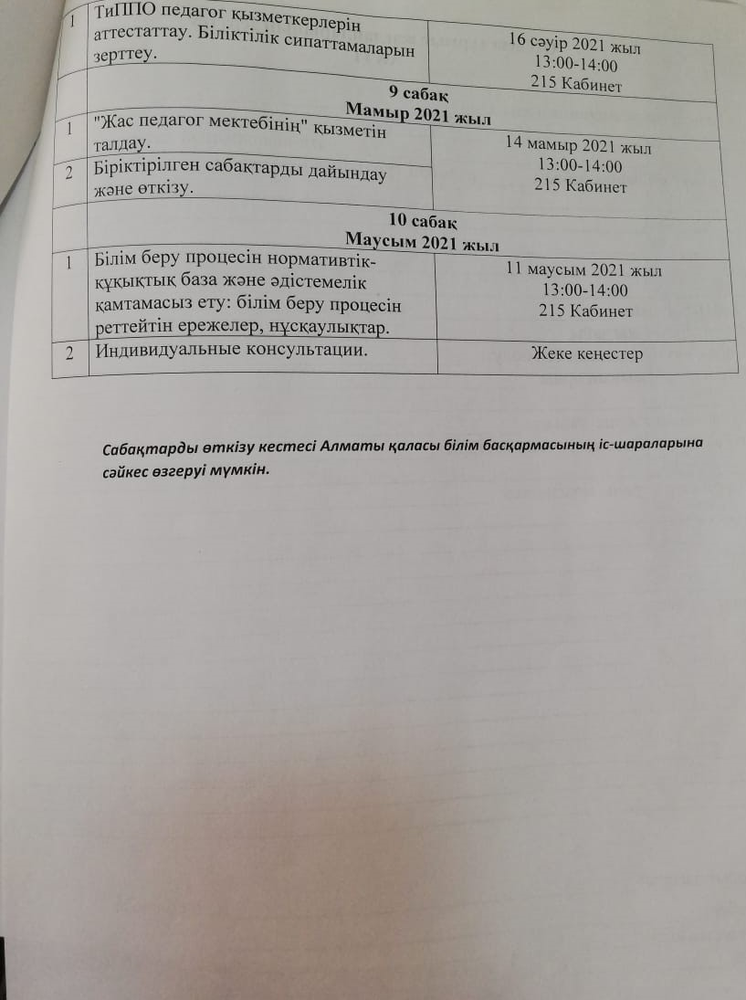 1 ТиППО педагог қызметкерлерін
аттестаттау. Біліктілік сипаттамаларын
зерттеу.
16 сәуір 2021 жыл
13:00-14:00
215 Кабинет
9 сабақ
Мамыр 2021 жыл
1 "Жас педагог мектебінің" қызметін
талдау.
2 Біріктірілген сабақтарды дайындау
және өткізу.
14 мамыр 2021 жыл
13:00-14:00
215 Кабинет
10 сабақ
Маусым 2021 жыл
1 Білім беру процесін нормативтік-
құқықтық база және әдістемелік
қамтамасыз ету: білім беру процесін
реттейтін ережелер, нұсқаулықтар.
11 маусым 2021 жыл
13:00-14:00
215 Кабинет
2 Индивидуальные консультации.
Жеке кеңестер
Сабақтарды өткізу кестесі Алматы қаласы білім басқармасының іс-шараларына
сәйкес өзгеруі мүмкін.